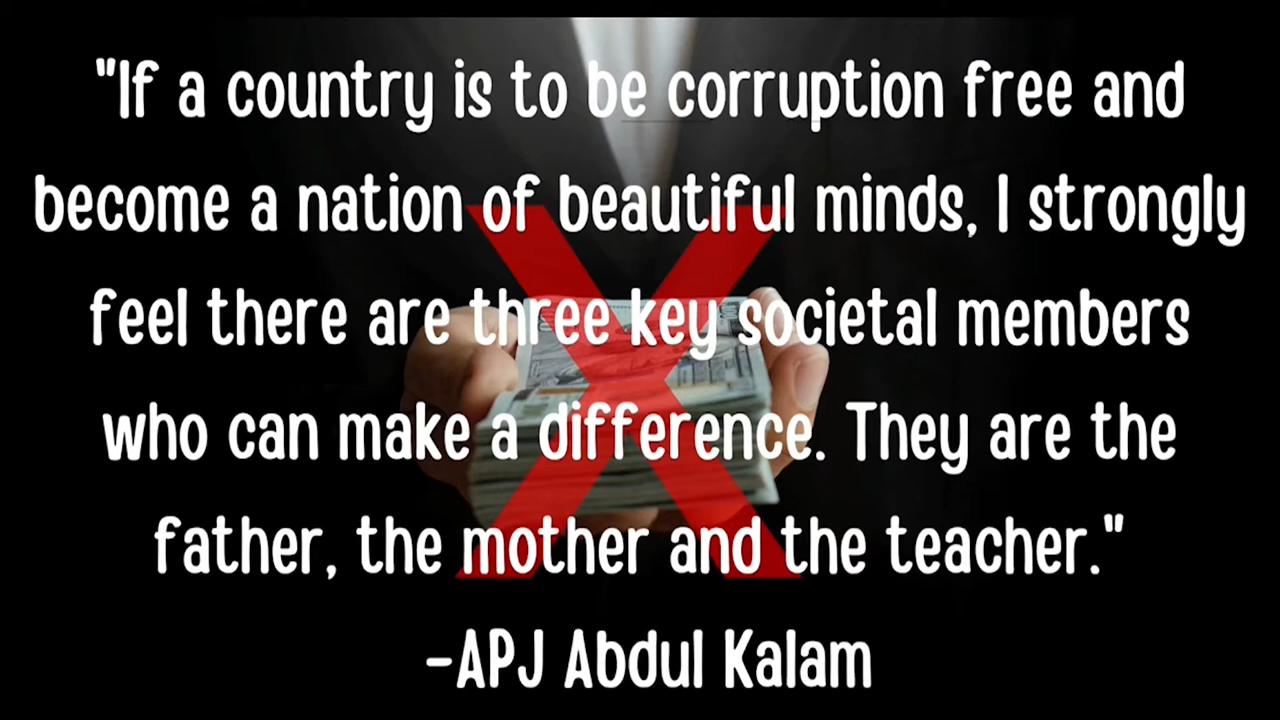 "If a country is to be corruption free and
become a nation of beautiful minds, I strongly
feel there are three key societal members
who can make a difference. They are the
father, the mother and the teacher."
-APJ Abdul Kalam